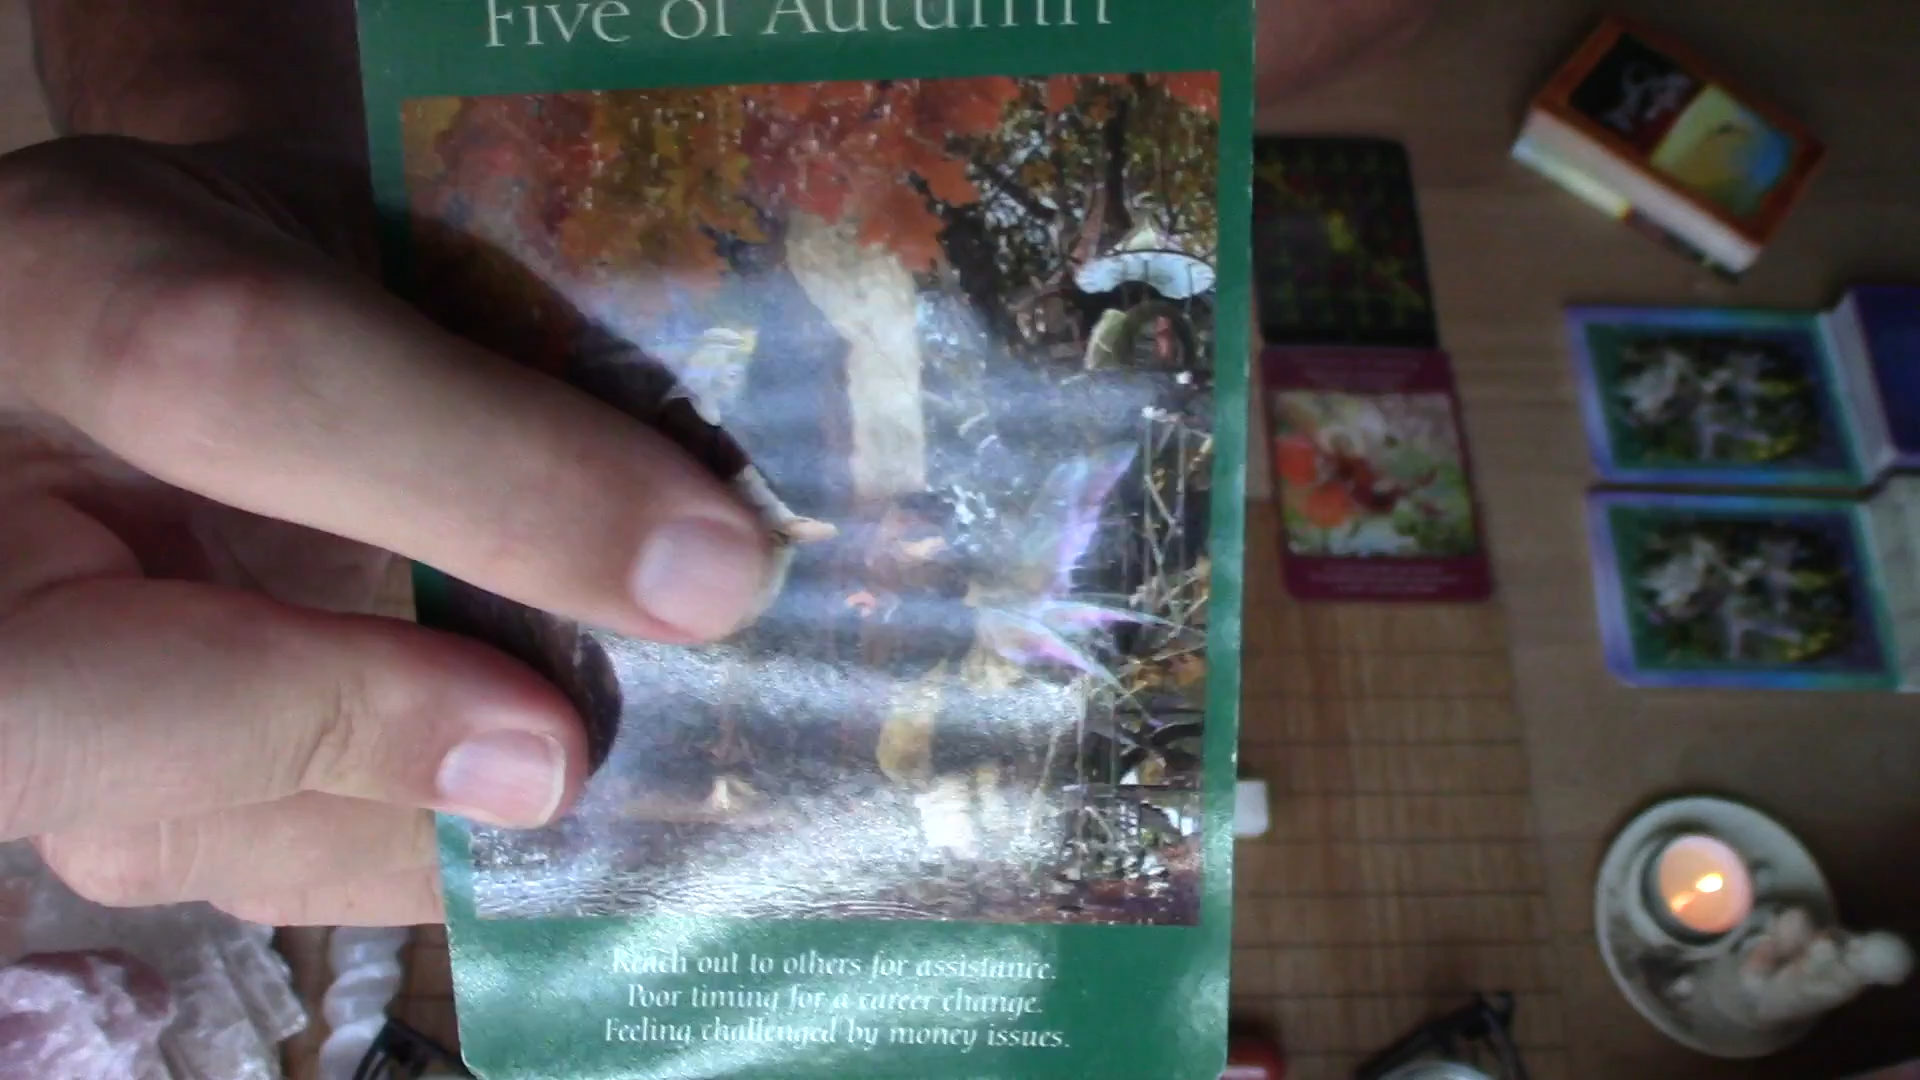 Five of Autumn
Reach out to others for assistance.
Poor timing for a career change.
Feeling challenged by money issues.